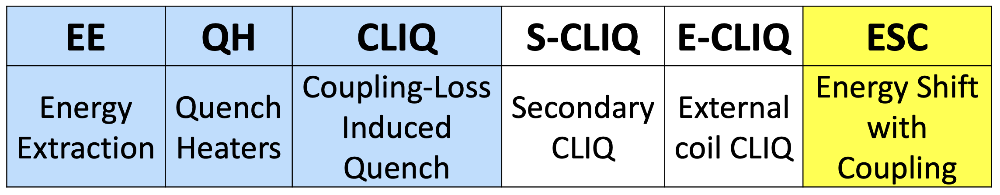 EE
QH
CLIQ
S-CLIQ
E-CLIQ
ESC
Energy
Extraction
Quench
Heaters
Coupling-Loss
Induced
Quench
Secondary
CLIQ
External
coil CLIQ
Energy Shift
with
Coupling